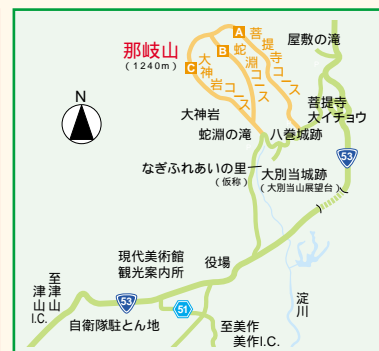 那岐山
(1240m)
A
菩提寺コース
B
蛇淵コース
C
大神岩コース
屋敷の滝
N
大神岩
菩提寺
大イチョウ
蛇淵の滝
八巻城跡
53
なぎふれあいの里
(仮称)
大別当城跡
(大別当山展望台)
現代美術館
観光案内所
役場
至津山
津山I.C.
53
51
自衛隊駐とん地
至美作
美作I.C.
淀川